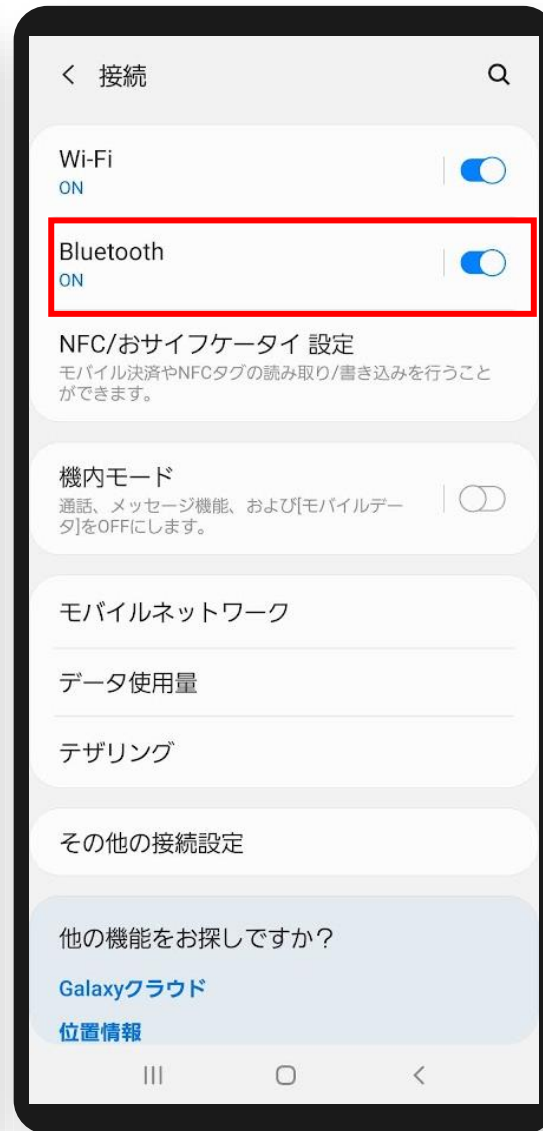 接続
Wi-Fi
ON
Bluetooth
ON
NFC/おサイフケータイ 設定
モバイル決済やNFCタグの読み取り/書き込みを行うこと
ができます。
機内モード
通話、メッセージ機能、および[モバイルデー
タ]をOFFにします。
モバイルネットワーク
データ使用量
テザリング
その他の接続設定
他の機能をお探しですか？
Galaxyクラウド
位置情報